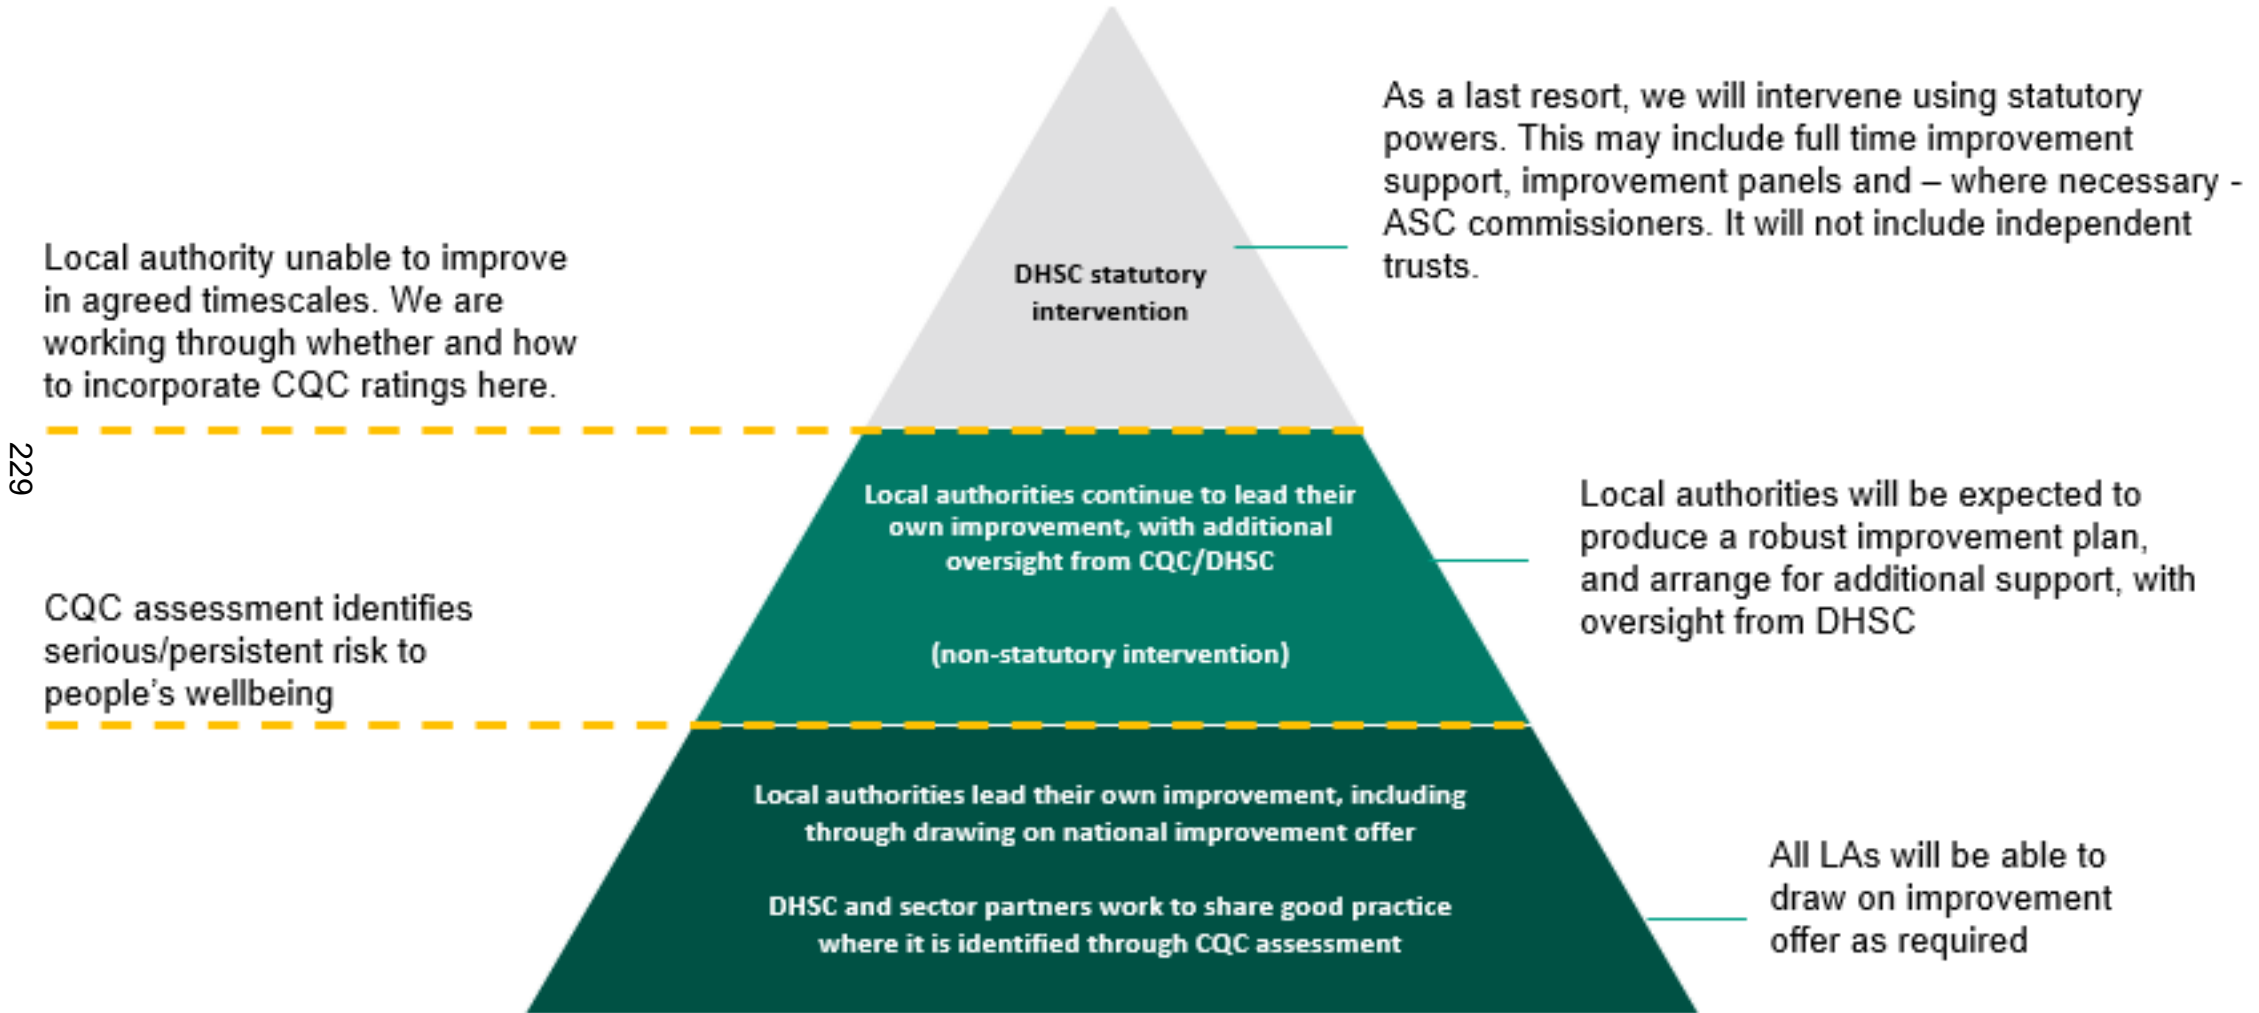 As a last resort, we will intervene using statutory
powers. This may include full time improvement
support, improvement panels and – where necessary -
ASC commissioners. It will not include independent
trusts.
DHSC statutory
intervention
Local authority unable to improve
in agreed timescales. We are
working through whether and how
to incorporate CQC ratings here.
229
Local authorities continue to lead their
own improvement, with additional
oversight from CQC/DHSC
(non-statutory intervention)
Local authorities will be expected to
produce a robust improvement plan,
and arrange for additional support, with
oversight from DHSC
CQC assessment identifies
serious/persistent risk to
people's wellbeing
Local authorities lead their own improvement, including
through drawing on national improvement offer
DHSC and sector partners work to share good practice
where it is identified through CQC assessment
All LAs will be able to
draw on improvement
offer as required